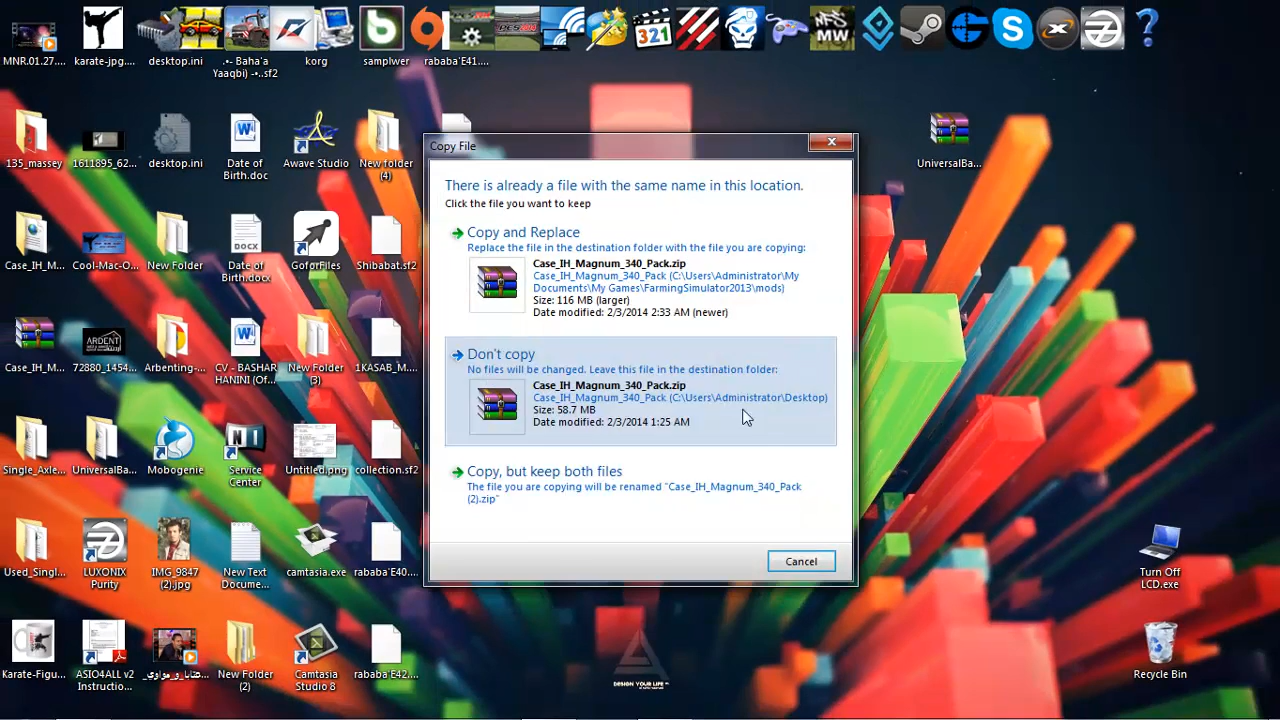 MNR.01.27....
karate-jpg....
desktop.ini
.•- Baha'a
Yaaqbi) -•..sf2
korg
samplwer
rababa'E41....
321
NFS
MW
135_massey
1611895_62...
desktop.ini
Date of
Birth.doc
Awave Studio
New folder
(4)
UniversalBa...
Case_IH_M...
Cool-Mac-O...
New Folder
Date of
Birth.docx
GoforFiles
Shibabat.sf2
Case_IH_M...
72880_1454...
Arbenting-...
CV - BASHAR
HANINI (Of...
New Folder
(3)
1KASAB_M...
Single_Axle...
UniversalBa...
Mobogenie
Service
Center
Untitled.png
collection.sf2
Used_Singl...
LUXONIX
Purity
IMG_9847
(2).jpg
New Text
Docume...
camtasia.exe
rababa'E40....
Karate-Figu...
ASIO4ALL v2
Instructio...
New Folder
(2)
Camtasia
Studio 8
rababa'E42....
Turn Off
LCD.exe
Recycle Bin
DESIGN YOUR LIFE™
Copy File
There is already a file with the same name in this location.
Click the file you want to keep
Copy and Replace
Replace the file in the destination folder with the file you are copying:
Case_IH_Magnum_340_Pack.zip
Case_IH_Magnum_340_Pack (C:\Users\Administrator\My
Documents\My Games\FarmingSimulator2013\mods)
Size: 116 MB (larger)
Date modified: 2/3/2014 2:33 AM (newer)
Don't copy
No files will be changed. Leave this file in the destination folder:
Case_IH_Magnum_340_Pack.zip
Case_IH_Magnum_340_Pack (C:\Users\Administrator\Desktop)
Size: 58.7 MB
Date modified: 2/3/2014 1:25 AM
Copy, but keep both files
The file you are copying will be renamed "Case_IH_Magnum_340_Pack
(2).zip"
Cancel